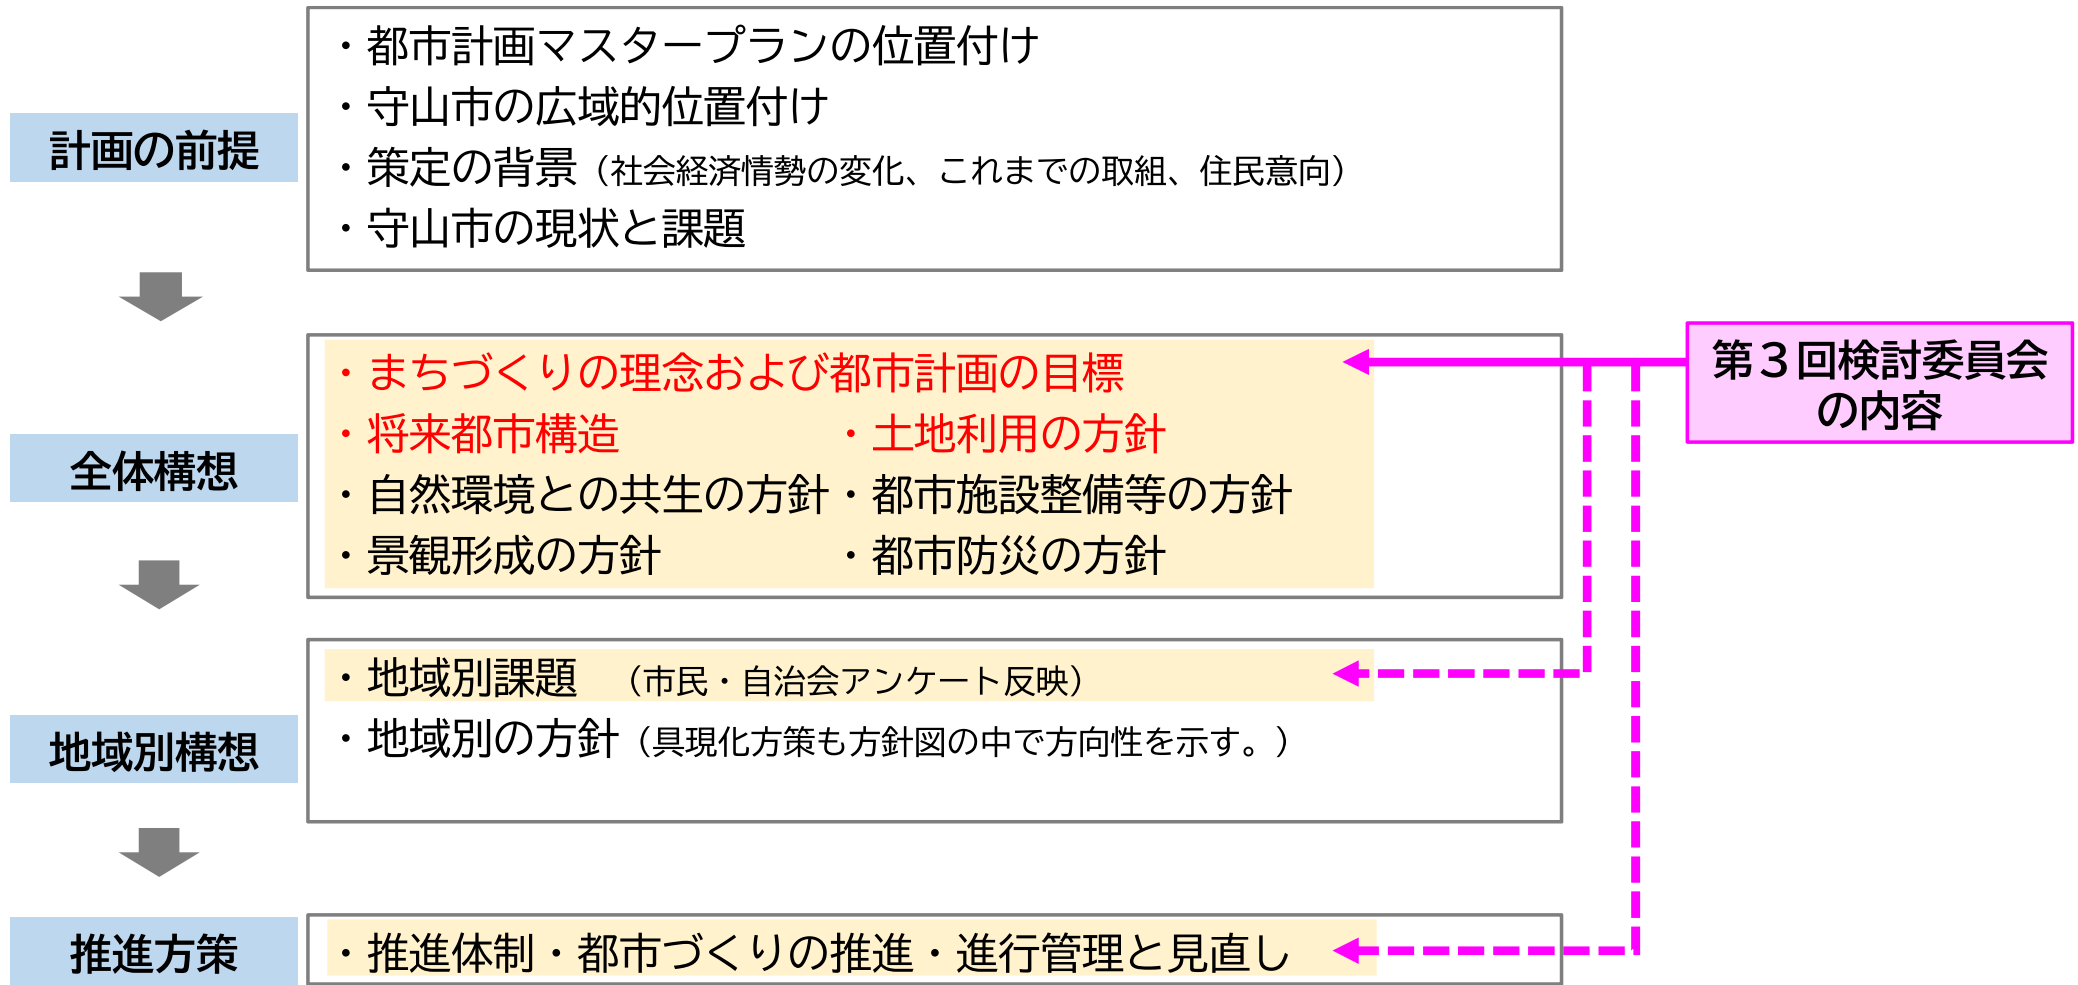 計画の前提
・都市計画マスタープランの位置付け
・守山市の広域的位置付け
・策定の背景（社会経済情勢の変化、これまでの取組、住民意向）
・守山市の現状と課題
全体構想
・まちづくりの理念および都市計画の目標
・将来都市構造　　　　　・土地利用の方針
・自然環境との共生の方針・都市施設整備等の方針
・景観形成の方針　　　　・都市防災の方針
第３回検討委員会
の内容
地域別構想
・地域別課題　（市民・自治会アンケート反映）
・地域別の方針（具現化方策も方針図の中で方向性を示す。）
推進方策
・推進体制・都市づくりの推進・進行管理と見直し